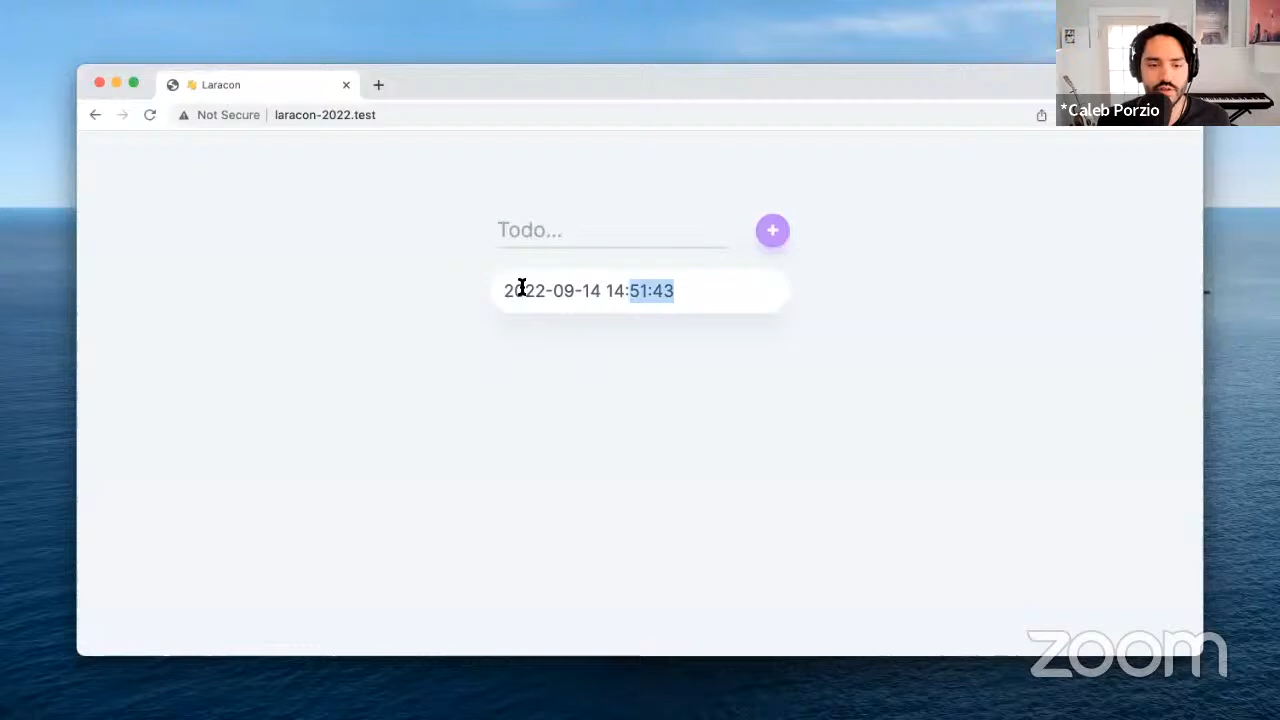 👋 Laracon
Not Secure
laracon-2022.test
*Caleb Porzio
Todo...
+
2022-09-14 14:51:43
zoom